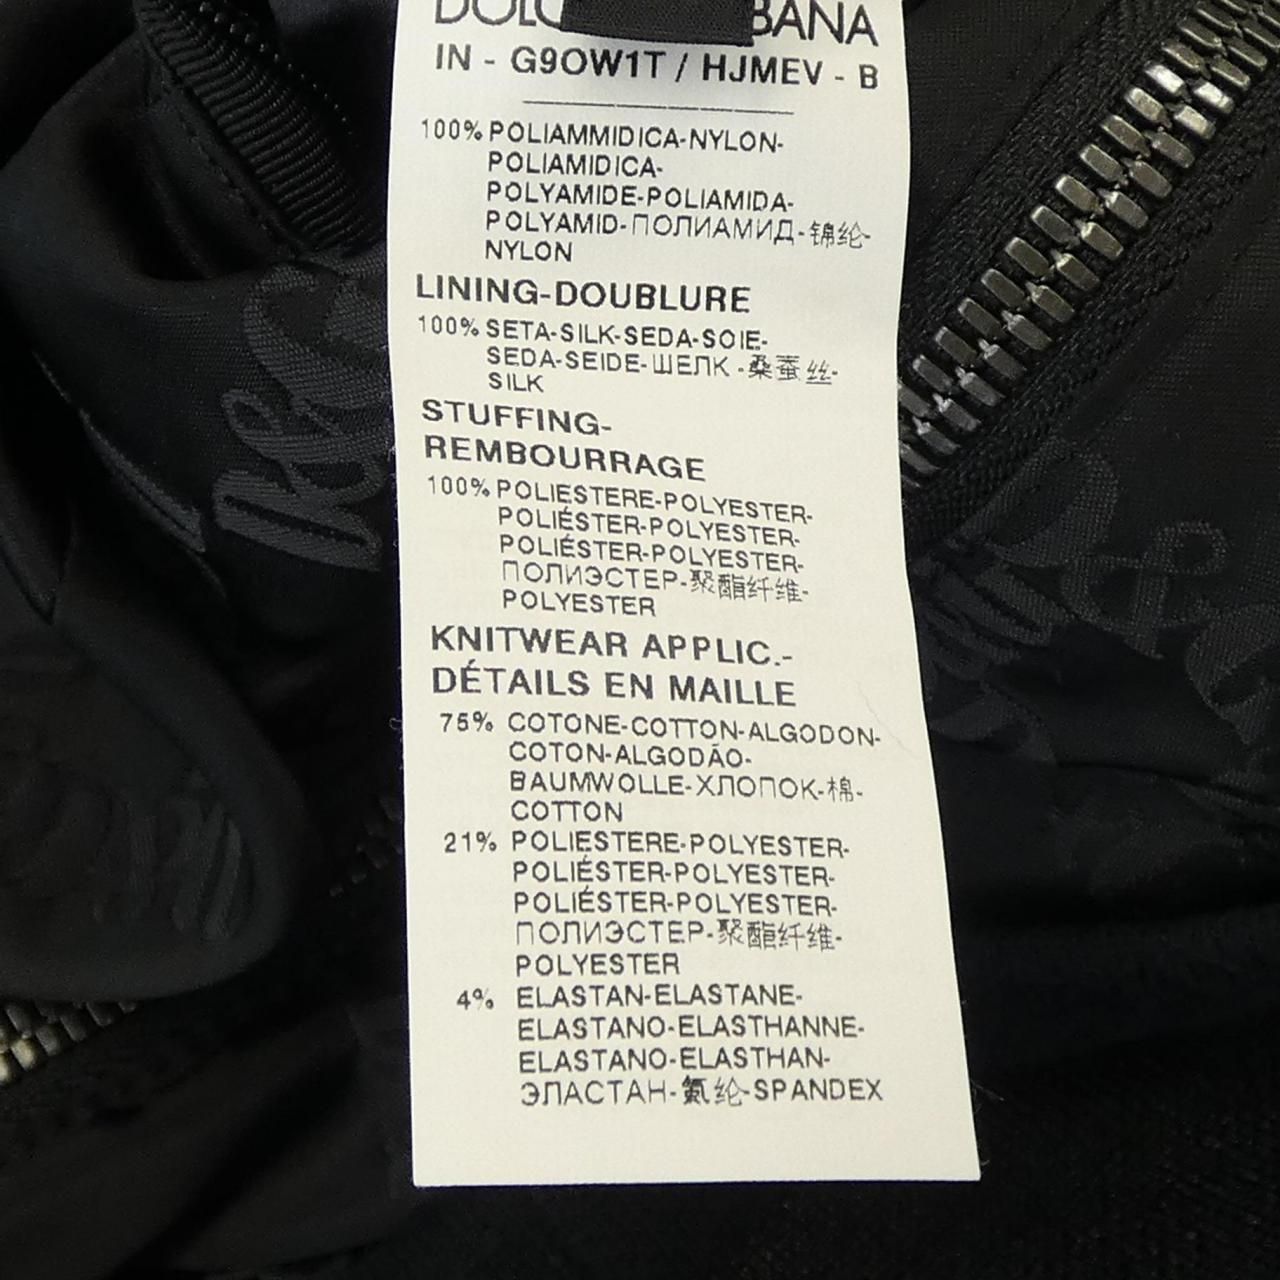 IN - G9OW1T / HJMEV - B
100% POLIAMMIDICA-NYLON-
POLIAMIDICA-
POLYAMIDE-POLIAMIDA-
POLYAMID-ПОЛИАМИД-锦纶-
NYLON
LINING-DOUBLURE
100% SETA-SILK-SEDA-SOIE-
SEDA-SEIDE-ШЕЛК-桑蚕丝-
SILK
STUFFING-
REMBOURRAGE
100% POLIESTERE-POLYESTER-
POLIÉSTER-POLYESTER-
POLIÉSTER-POLYESTER-
ПОЛИЭСТЕР-聚酯纤维-
POLYESTER
KNITWEAR APPLIC.-
DÉTAILS EN MAILLE
75% COTONE-COTTON-ALGODON-
COTON-ALGODÃO-
BAUMWOLLE-ХЛОПОК-棉-
COTTON
21% POLIESTERE-POLYESTER-
POLIÉSTER-POLYESTER-
POLIÉSTER-POLYESTER-
ПОЛИЭСТЕР-聚酯纤维-
POLYESTER
4% ELASTAN-ELASTANE-
ELASTANO-ELASTHANNE-
ELASTANO-ELASTHAN-
ЭЛАСТАН-氨纶-SPANDEX